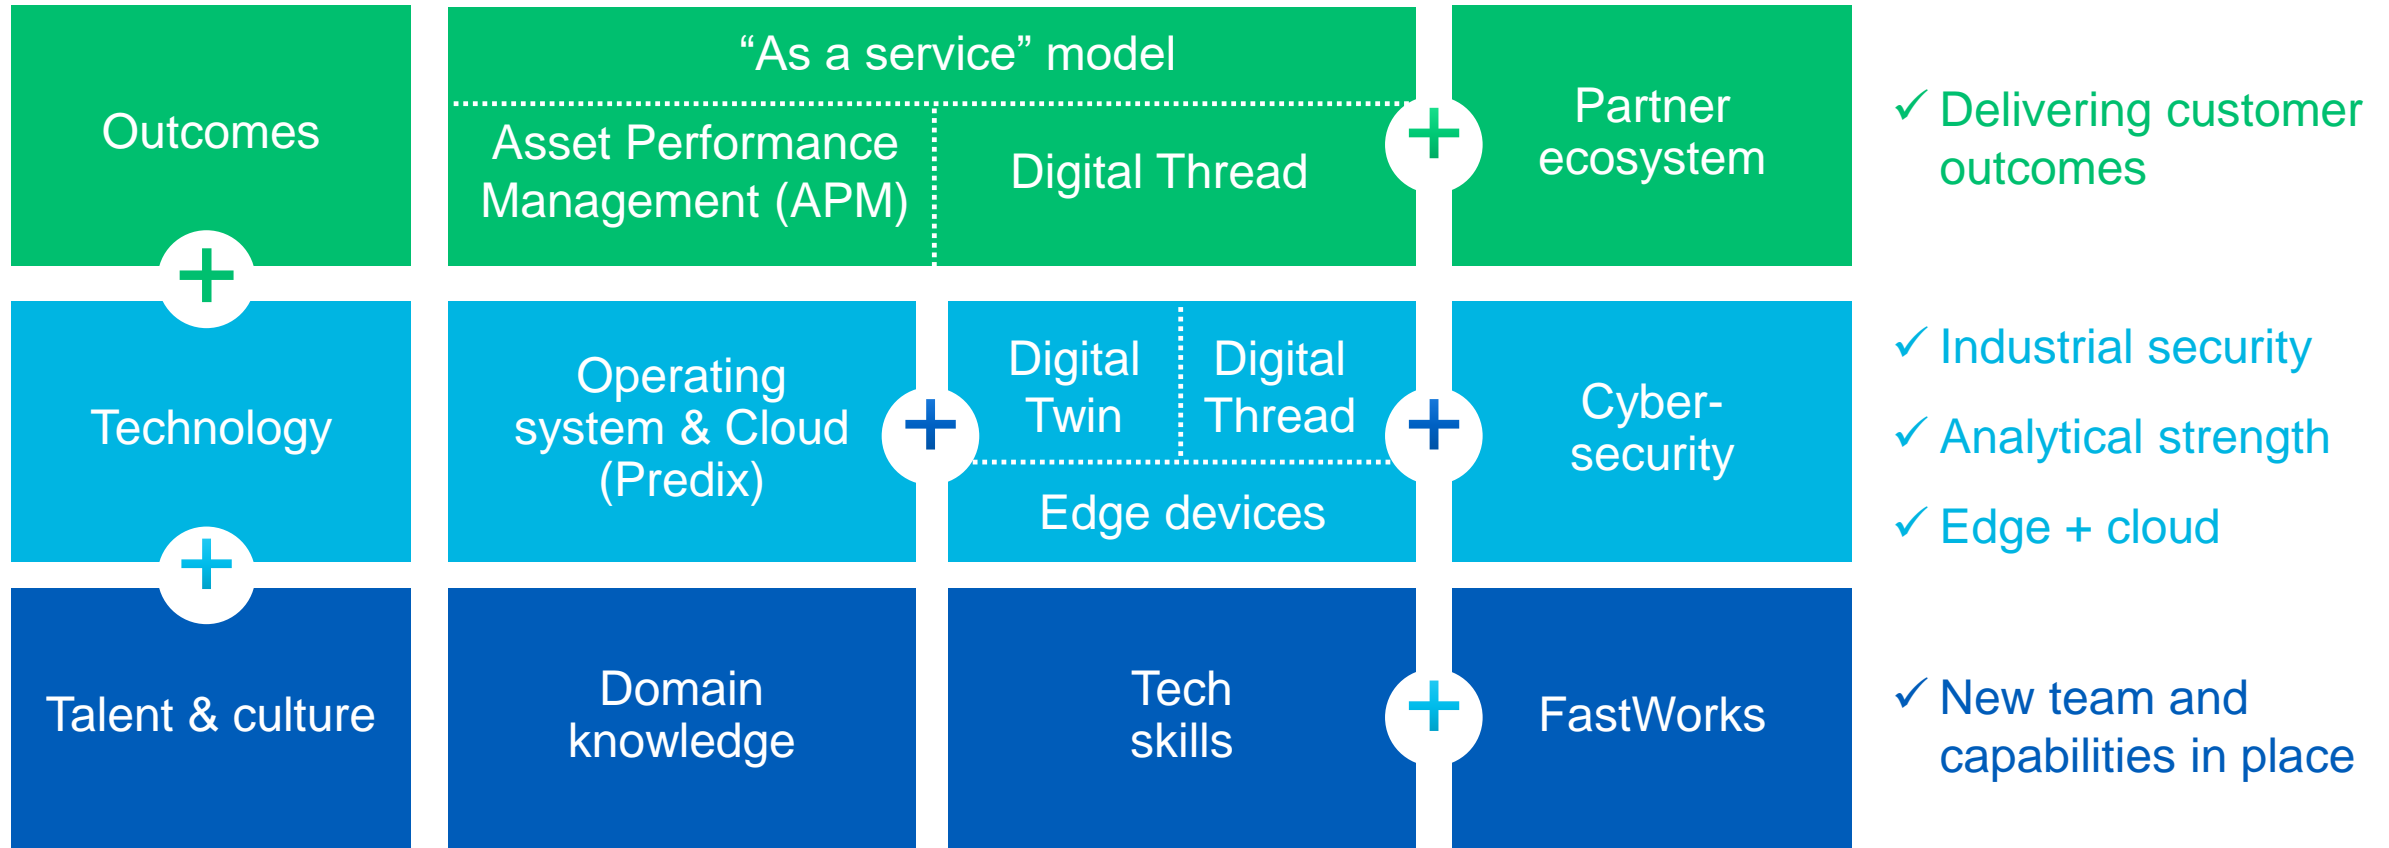 Outcomes
“As a service” model
Asset Performance
Management (APM)
Digital Thread
+
Partner
ecosystem
✓ Delivering customer
outcomes
+
Technology
Operating
system & Cloud
(Predix)
+
Digital
Twin
Digital
Thread
Edge devices
+
Cyber-
security
✓ Industrial security
✓ Analytical strength
✓ Edge + cloud
+
Talent & culture
Domain
knowledge
Tech
skills
+
FastWorks
✓ New team and
capabilities in place